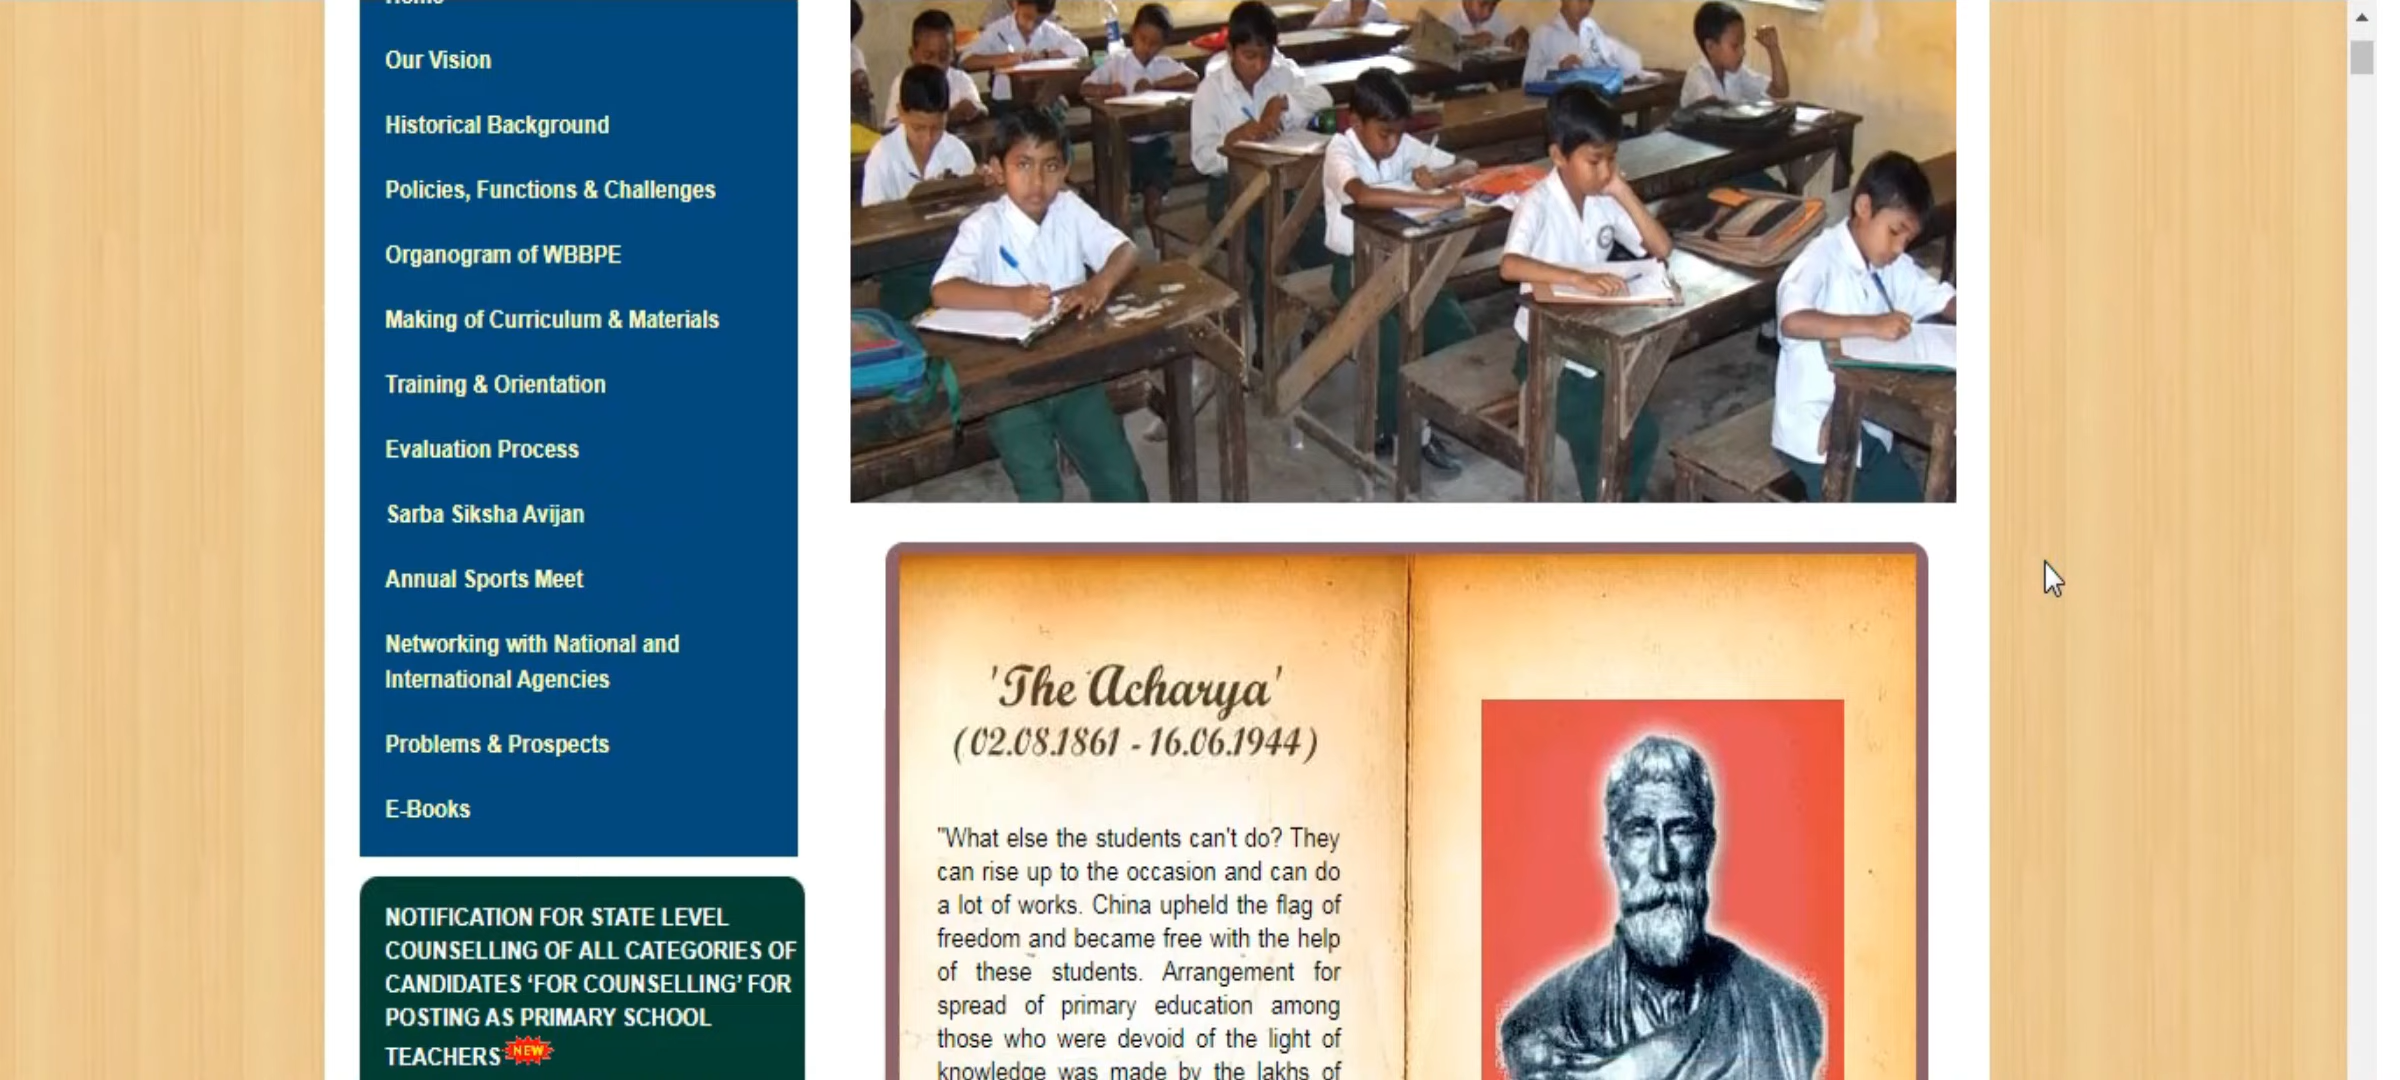 Home
Our Vision
Historical Background
Policies, Functions & Challenges
Organogram of WBBPE
Making of Curriculum & Materials
Training & Orientation
Evaluation Process
Sarba Siksha Avijan
Annual Sports Meet
Networking with National and
International Agencies
Problems & Prospects
E-Books
NOTIFICATION FOR STATE LEVEL
COUNSELLING OF ALL CATEGORIES OF
CANDIDATES ‘FOR COUNSELLING’ FOR
POSTING AS PRIMARY SCHOOL
TEACHERS NEW
'The Acharya'
(02.08.1861 - 16.06.1944)
"What else the students can't do? They
can rise up to the occasion and can do
a lot of works. China upheld the flag of
freedom and became free with the help
of these students. Arrangement for
spread of primary education among
those who were devoid of the light of
knowledge was made by the lakhs of